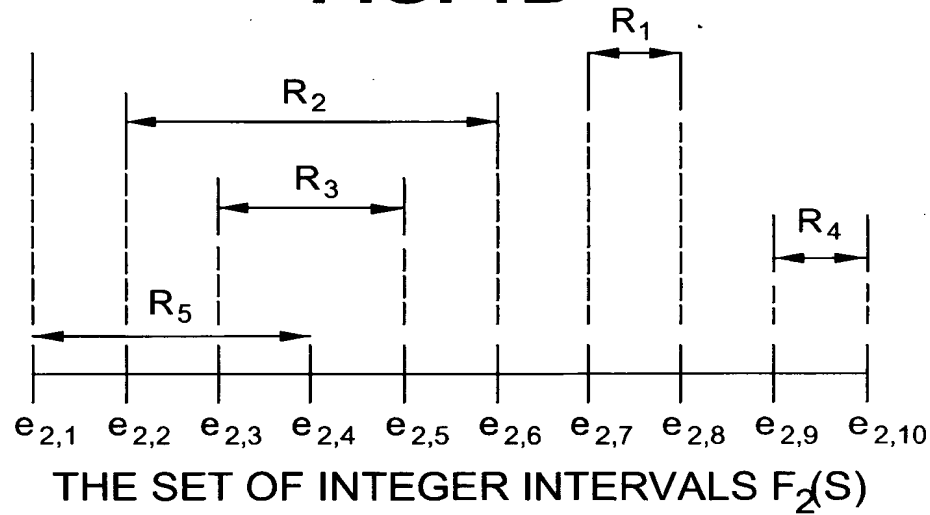 R1
R2
R3
R4
R5
e2,1 e2,2 e2,3 e2,4 e2,5 e2,6 e2,7 e2,8 e2,9 e2,10
THE SET OF INTEGER INTERVALS F2(S)